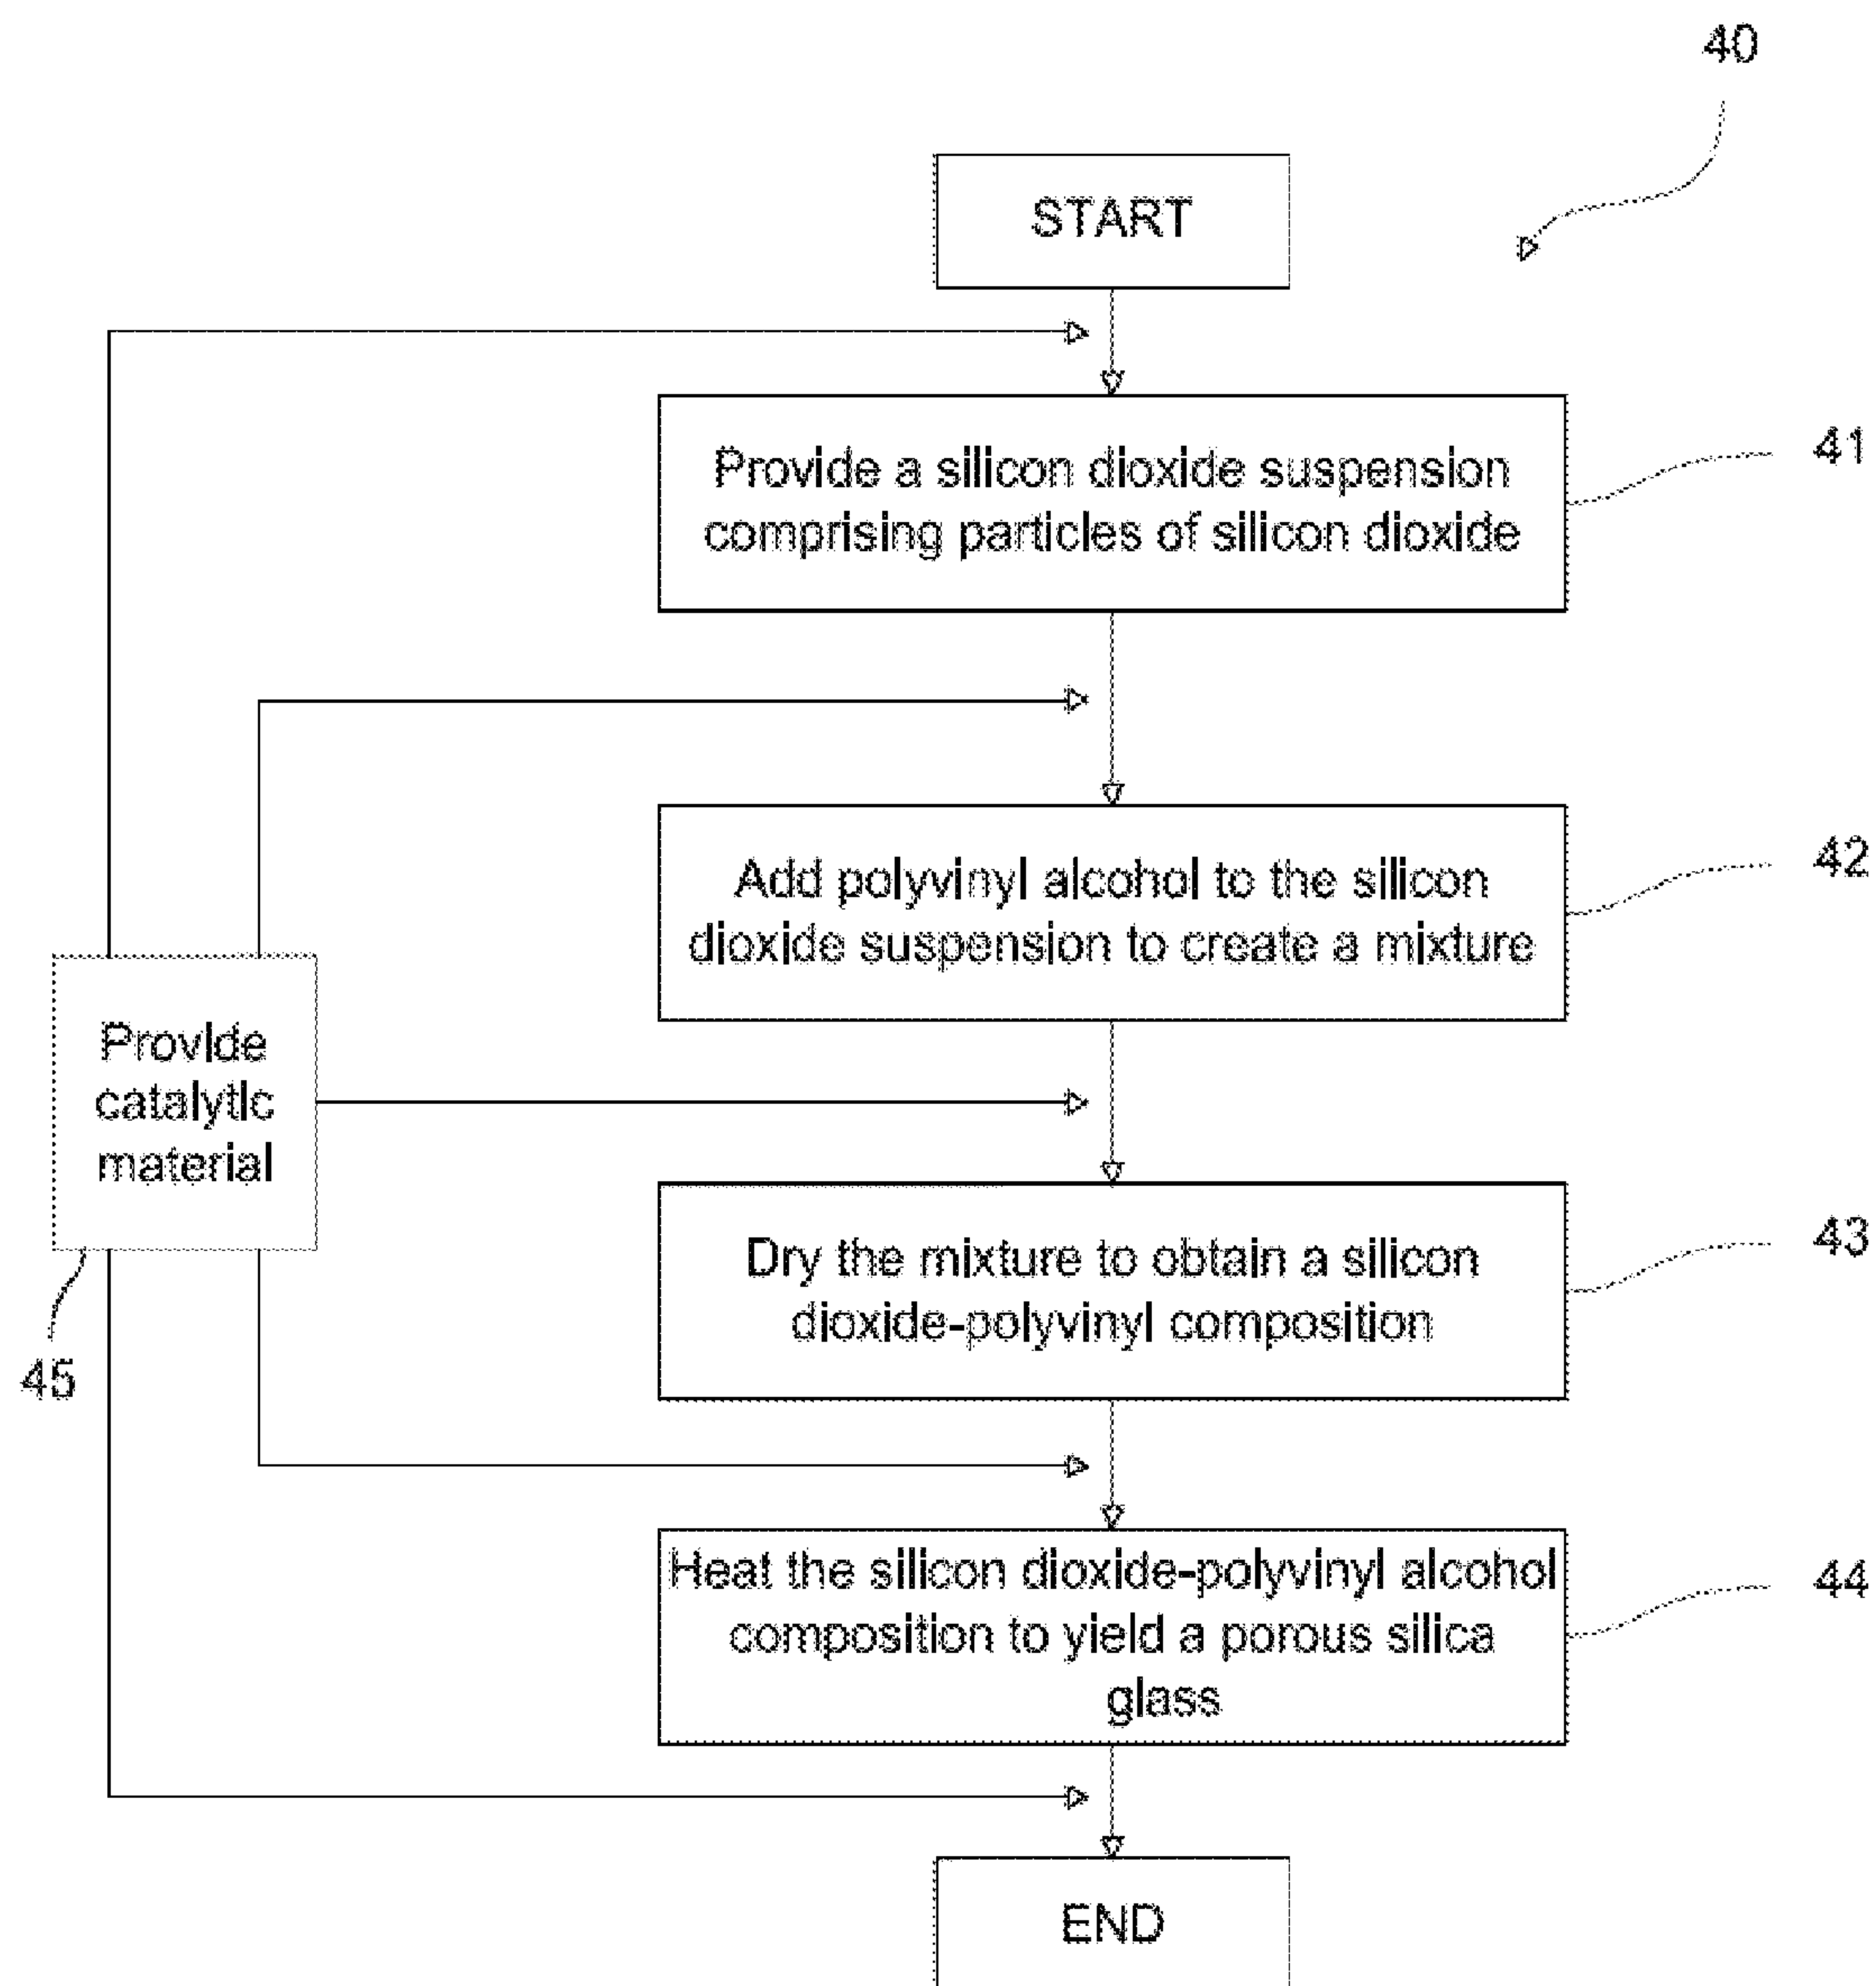 40
START
Provide a silicon dioxide suspension
comprising particles of silicon dioxide
41
Add polyvinyl alcohol to the silicon
dioxide suspension to create a mixture
42
Provide
catalytic
material
45
Dry the mixture to obtain a silicon
dioxide-polyvinyl composition
43
Heat the silicon dioxide-polyvinyl alcohol
composition to yield a porous silica
glass
44
END